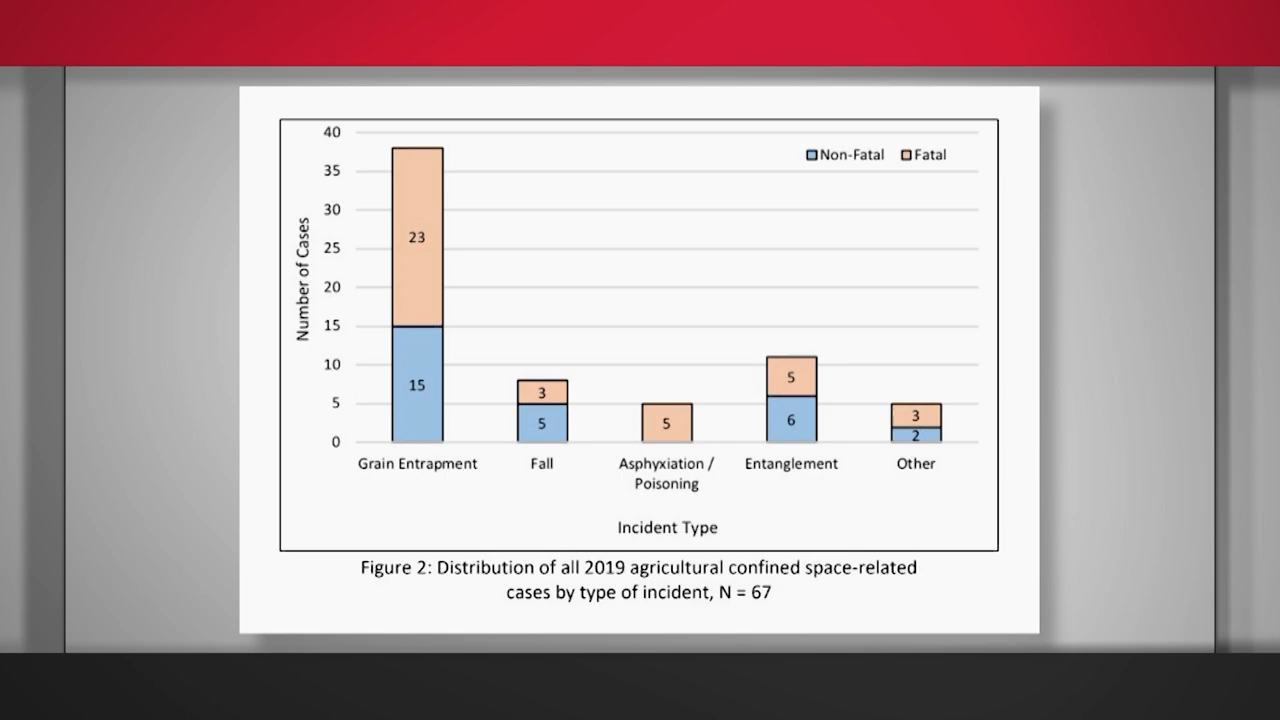 40
Non-Fatal Fatal
35
30
25
20
15
10
5
0
Number of Cases
23
15
3
5
5
5
6
3
2
Grain Entrapment
Fall
Asphyxiation /
Poisoning
Entanglement
Other
Incident Type
Figure 2: Distribution of all 2019 agricultural confined space-related
cases by type of incident, N = 67